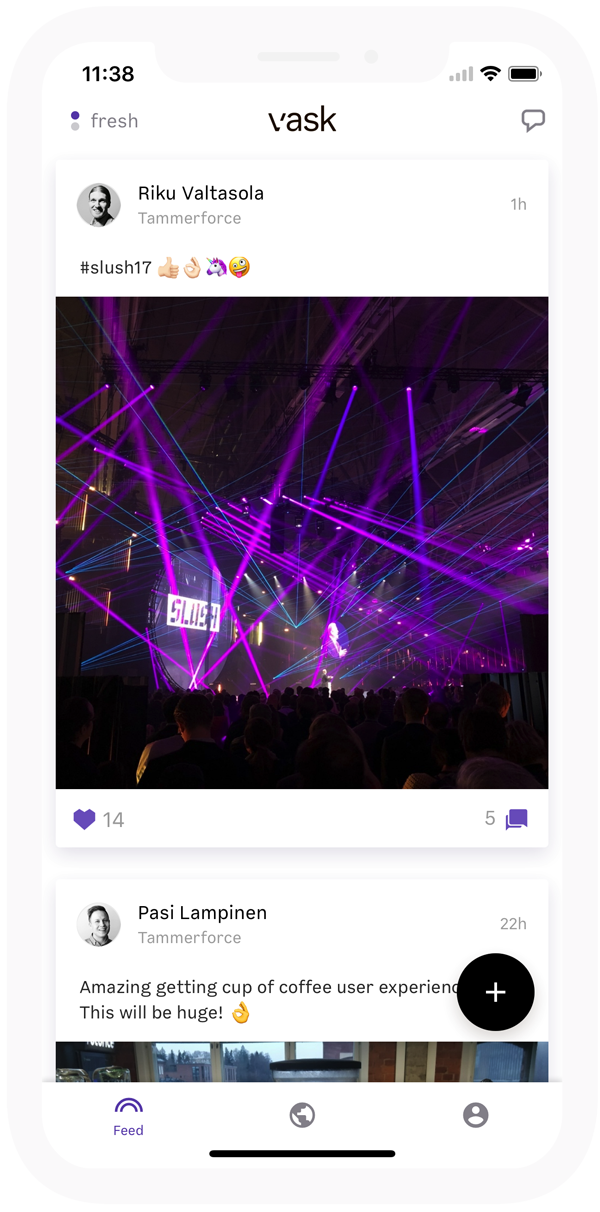 11:38
fresh
vask
Riku Valtasola
Tammerforce
1h
#slush17 👍🏻👌🏻🦄🤪
SLUSH
14
5
Pasi Lampinen
Tammerforce
22h
Amazing getting cup of coffee user experienc
This will be huge! 👌
+
Feed